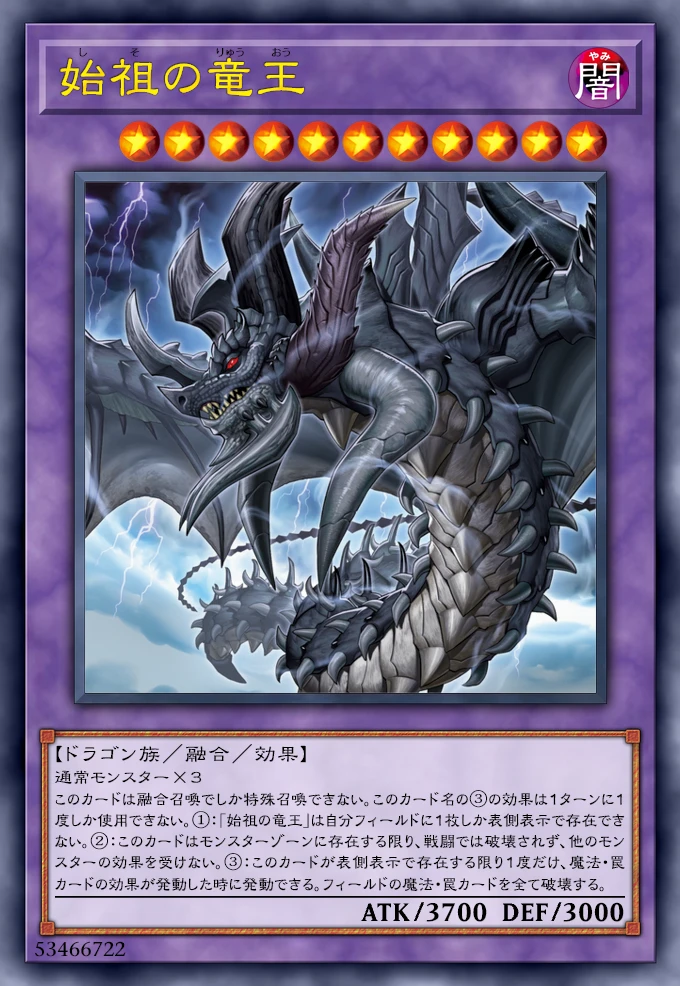 しそりゅうおう
始祖の竜王
やみ
闇
【ドラゴン族／融合／効果】
通常モンスター×3
このカードは融合召喚でしか特殊召喚できない。このカード名の③の効果は1ターンに1
度しか使用できない。①：「始祖の竜王」は自分フィールドに1枚しか表側表示で存在でき
ない。②：このカードはモンスターゾーンに存在する限り、戦闘では破壊されず、他のモン
スターの効果を受けない。③：このカードが表側表示で存在する限り1度だけ、魔法・罠
カードの効果が発動した時に発動できる。フィールドの魔法・罠カードを全て破壊する。
ATK/3700 DEF/3000
53466722